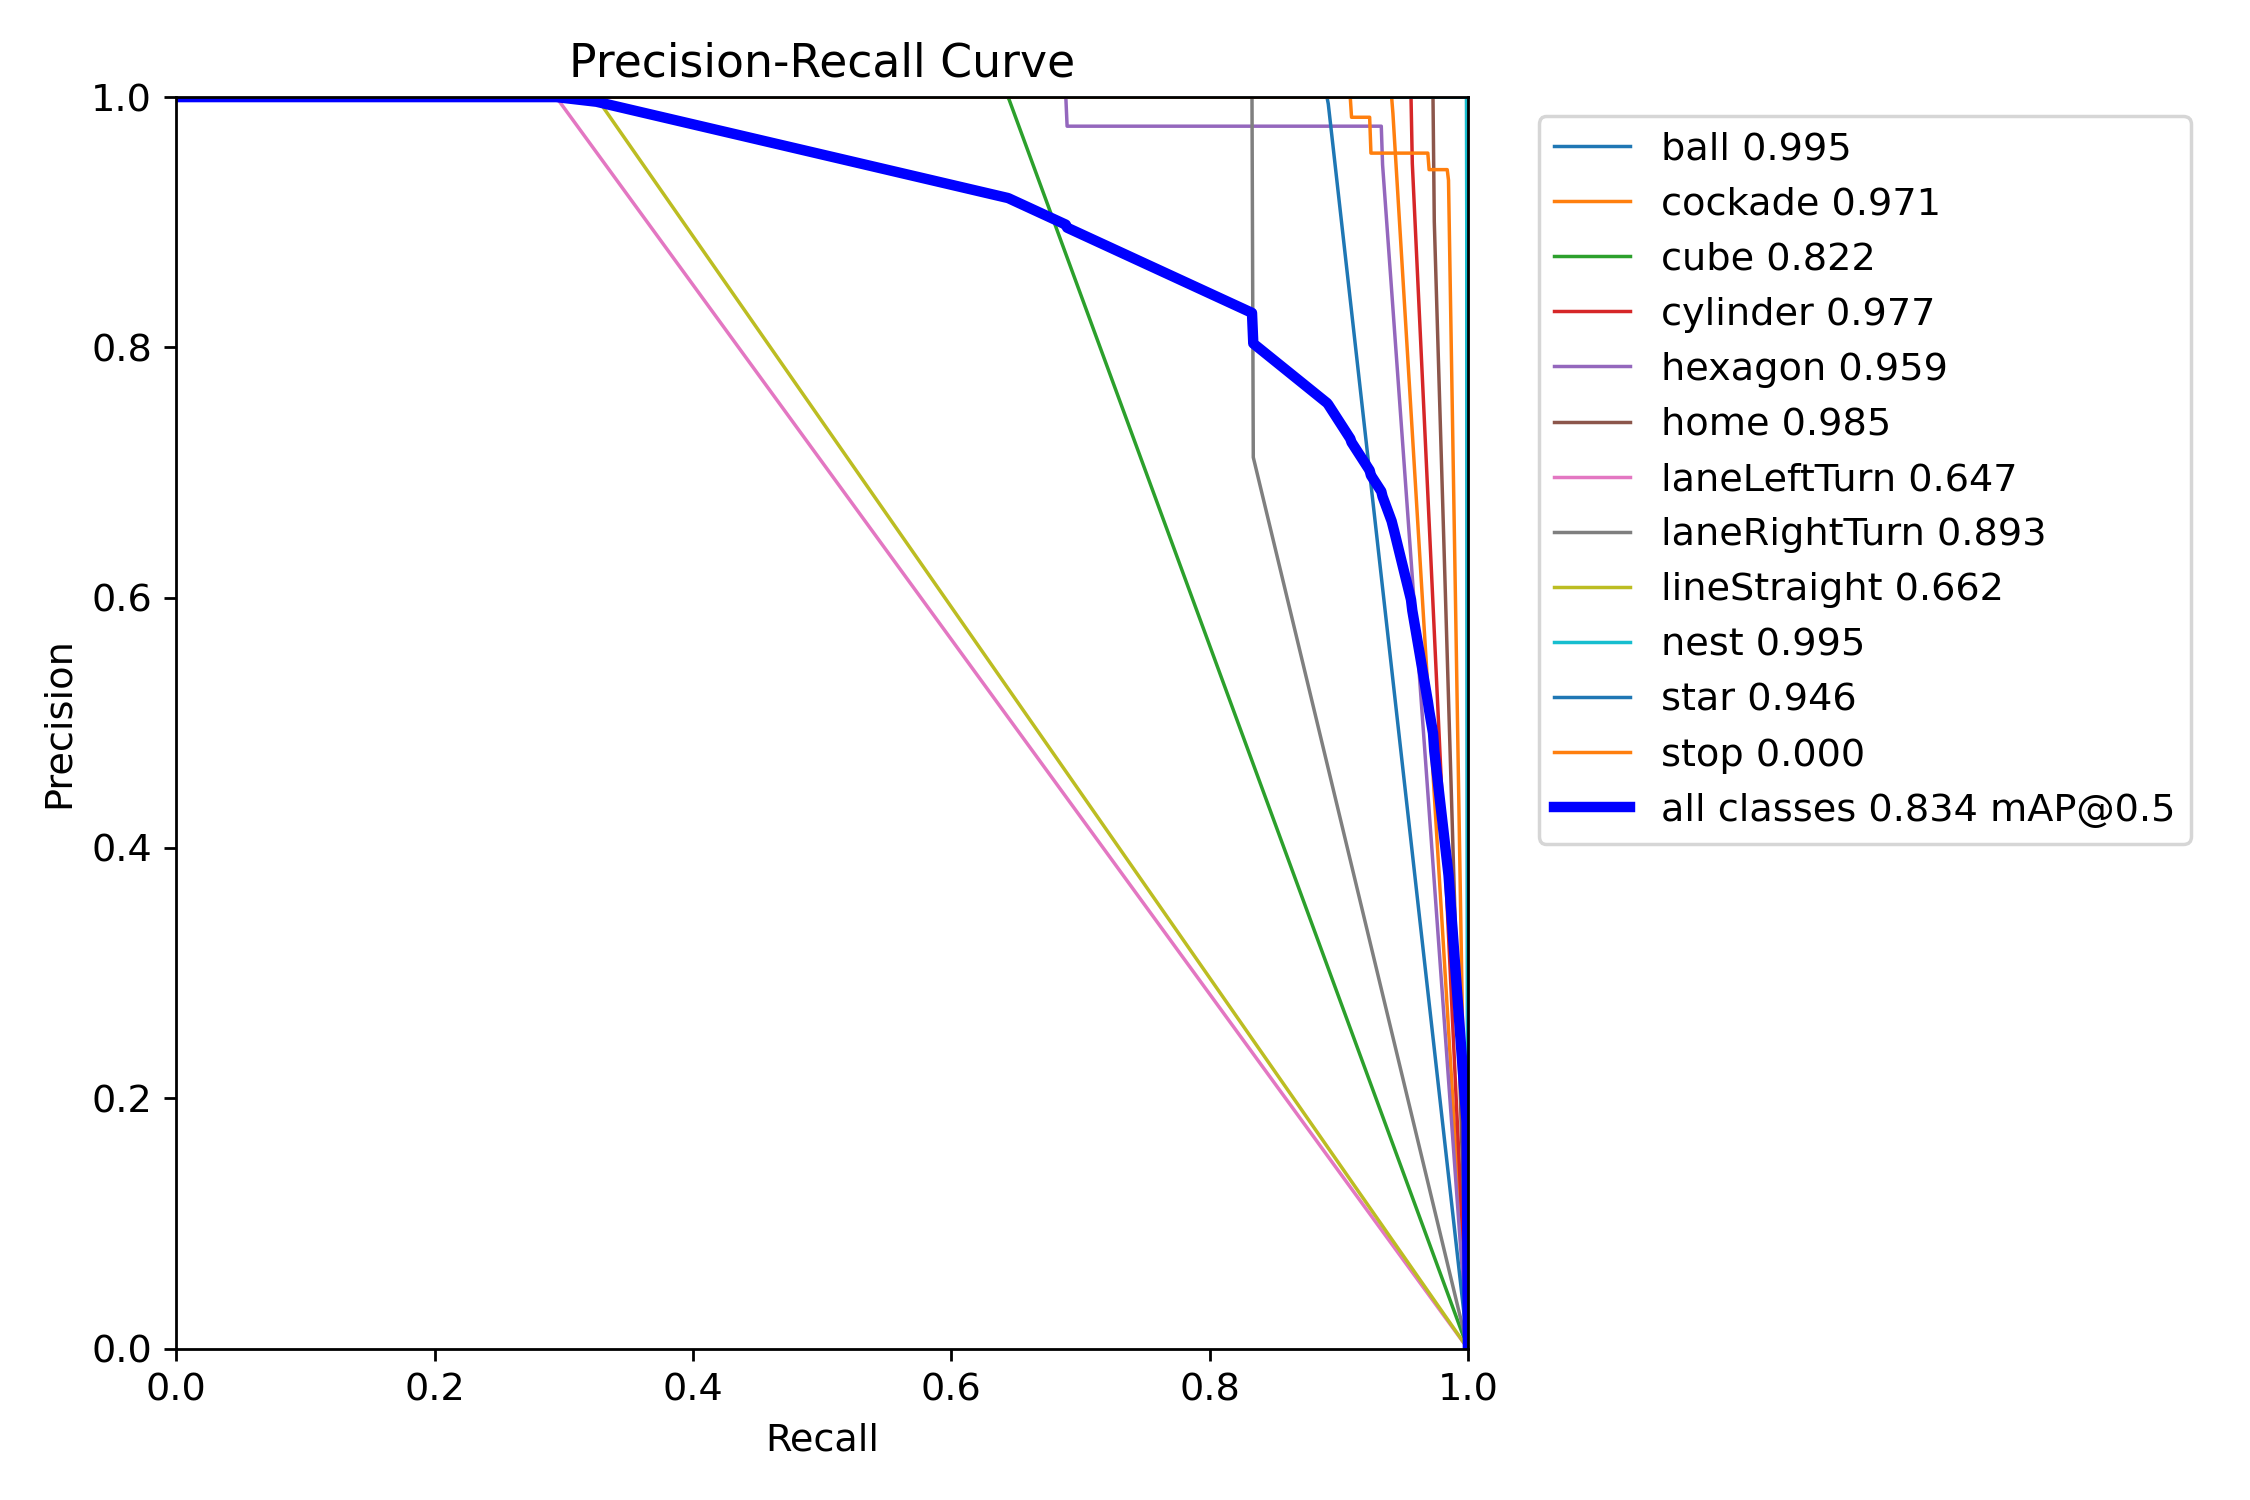 Precision-Recall Curve
1.0
0.8
0.6
0.4
0.2
0.0
Precision
0.0 0.2 0.4 0.6 0.8 1.0
Recall
ball 0.995
cockade 0.971
cube 0.822
cylinder 0.977
hexagon 0.959
home 0.985
laneLeftTurn 0.647
laneRightTurn 0.893
lineStraight 0.662
nest 0.995
star 0.946
stop 0.000
all classes 0.834 mAP@0.5